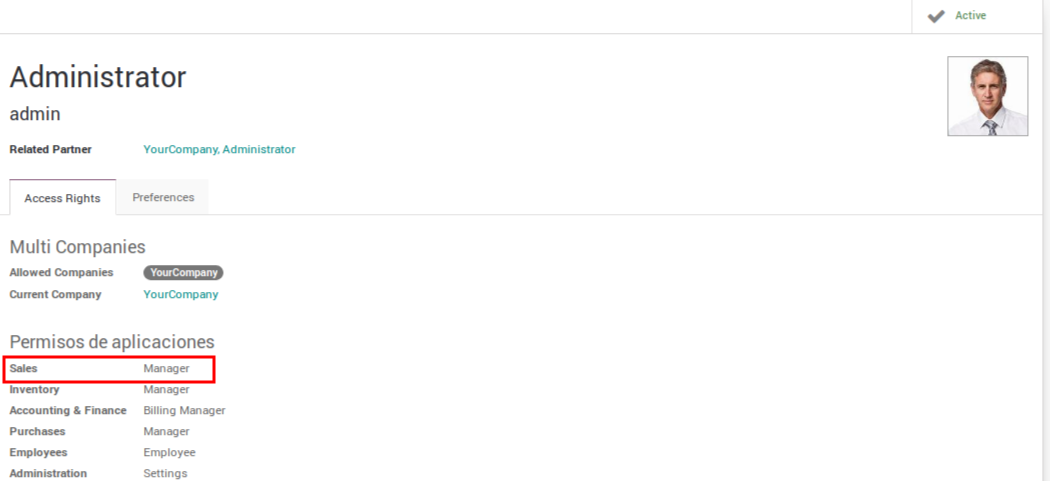 Active
Administrator
admin
Related Partner YourCompany, Administrator
Access Rights Preferences
Multi Companies
Allowed Companies YourCompany
Current Company YourCompany
Permisos de aplicaciones
Sales Manager
Inventory Manager
Accounting & Finance Billing Manager
Purchases Manager
Employees Employee
Administration Settings